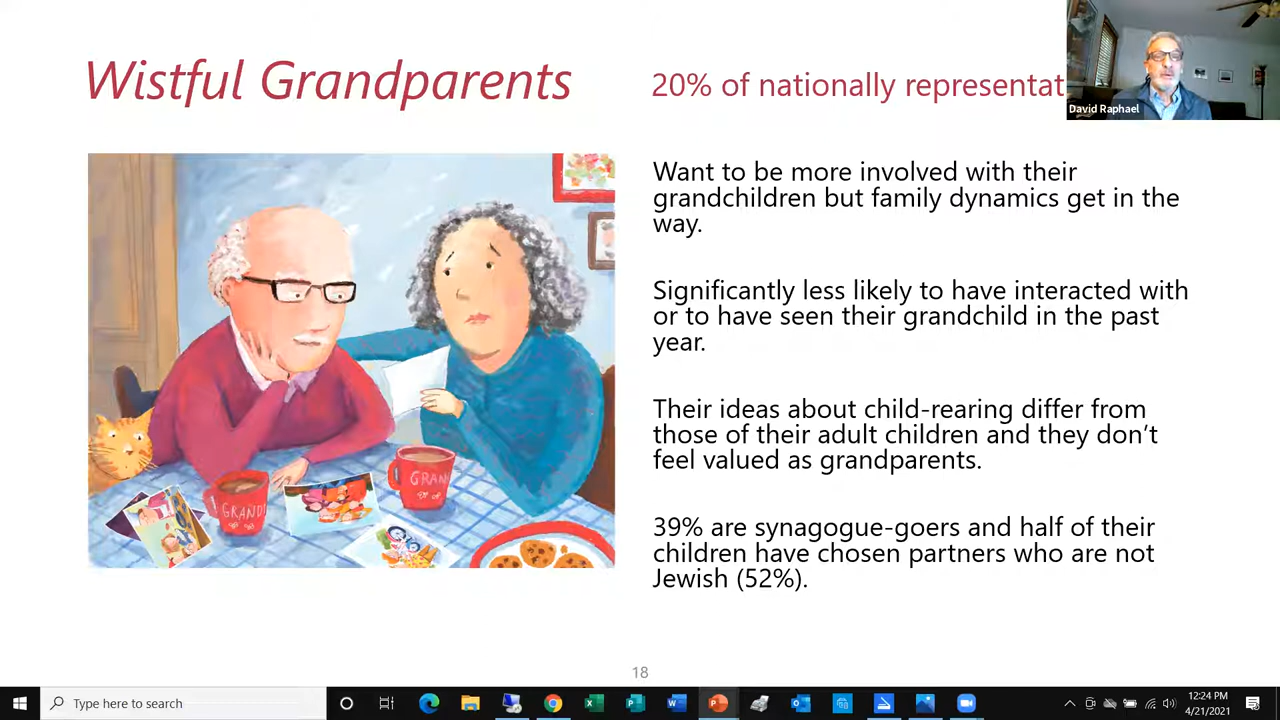 Wistful Grandparents
20% of nationally representat
David Raphael
Want to be more involved with their
grandchildren but family dynamics get in the
way.
Significantly less likely to have interacted with
or to have seen their grandchild in the past
year.
Their ideas about child-rearing differ from
those of their adult children and they don’t
feel valued as grandparents.
39% are synagogue-goers and half of their
children have chosen partners who are not
Jewish (52%).
GRAND
GRAN
18
Type here to search
12:24 PM
4/21/2021